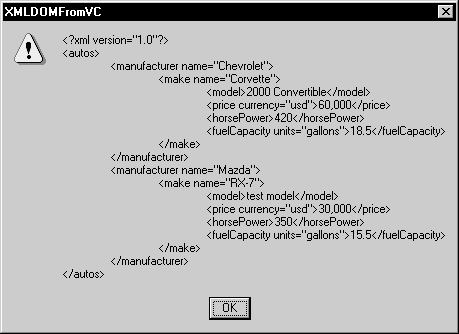 XMLDOMFromVC
<?xml version="1.0"?>
<autos>
<manufacturer name="Chevrolet">
<make name="Corvette">
<model>2000 Convertible</model>
<price currency="usd">60,000</price>
<horsePower>420</horsePower>
<fuelCapacity units="gallons">18.5</fuelCapacity>
</make>
</manufacturer>
<manufacturer name="Mazda">
<make name="RX-7">
<model>test model</model>
<price currency="usd">30,000</price>
<horsePower>350</horsePower>
<fuelCapacity units="gallons">15.5</fuelCapacity>
</make>
</manufacturer>
</autos>
OK